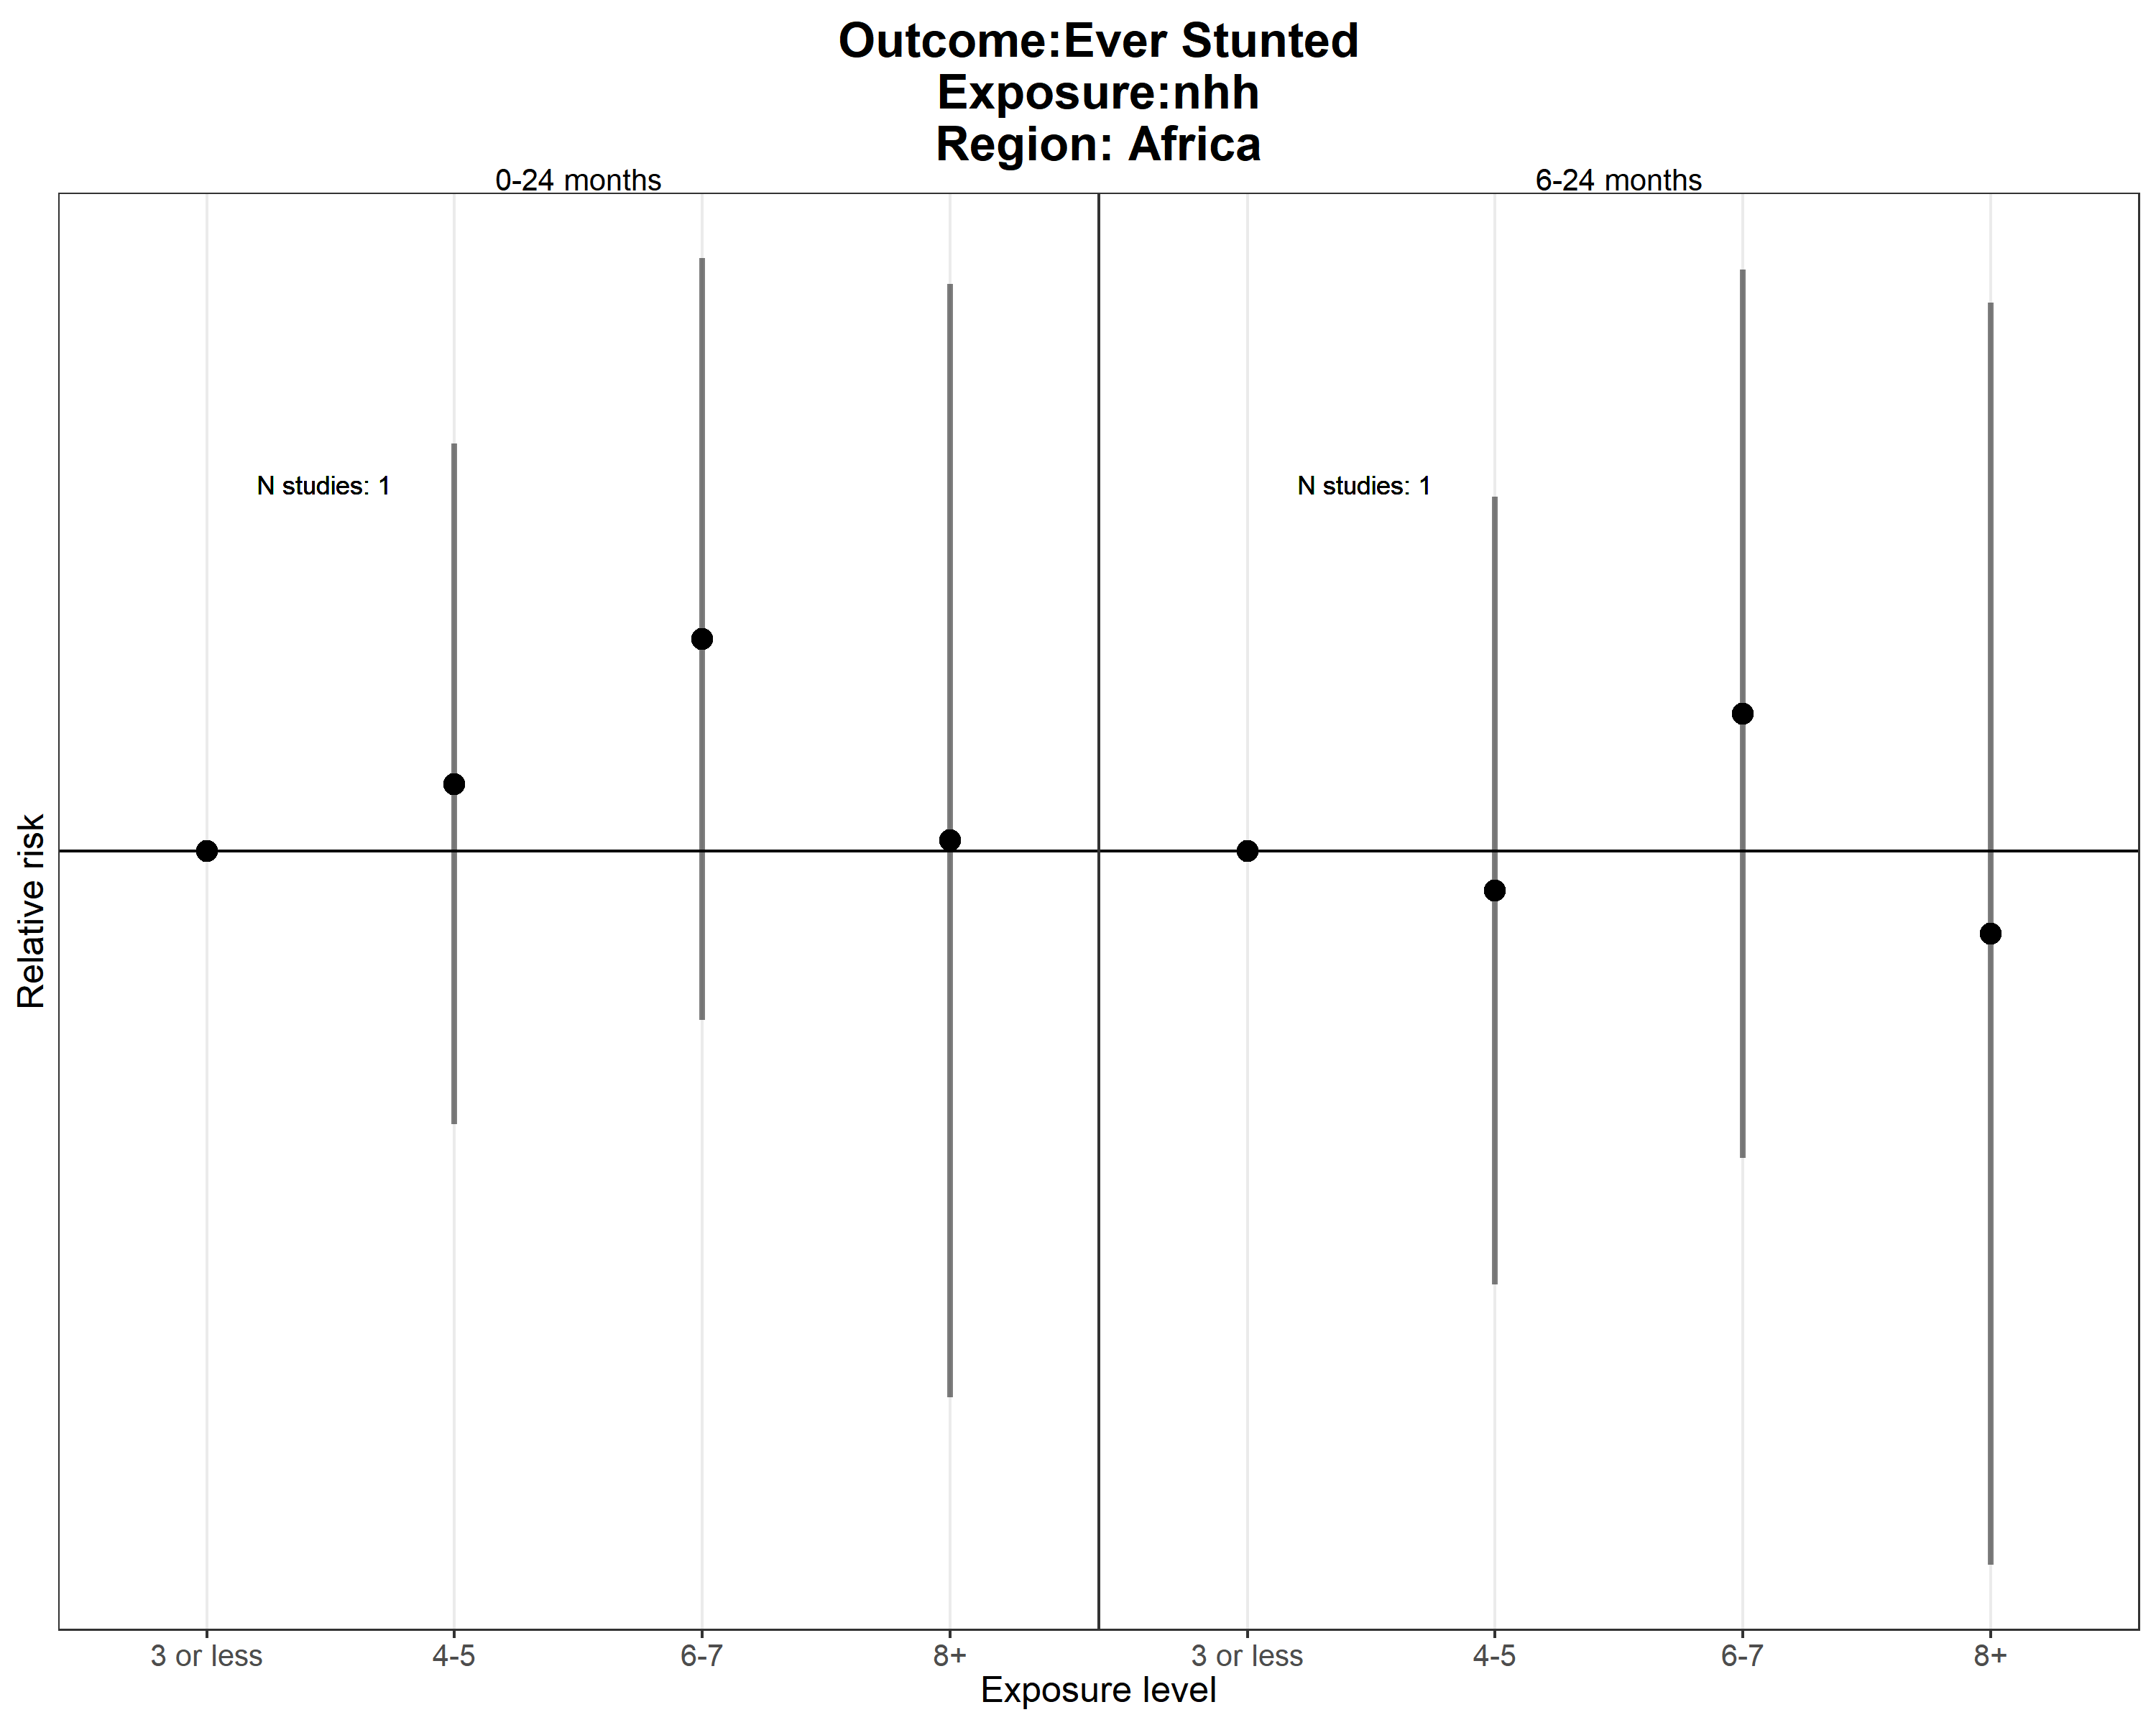 Outcome:Ever Stunted
Exposure:nhh
Region: Africa
0-24 months
6-24 months
N studies: 1
N studies: 1
Relative risk
3 or less
4-5
6-7
8+
3 or less
4-5
6-7
8+
Exposure level